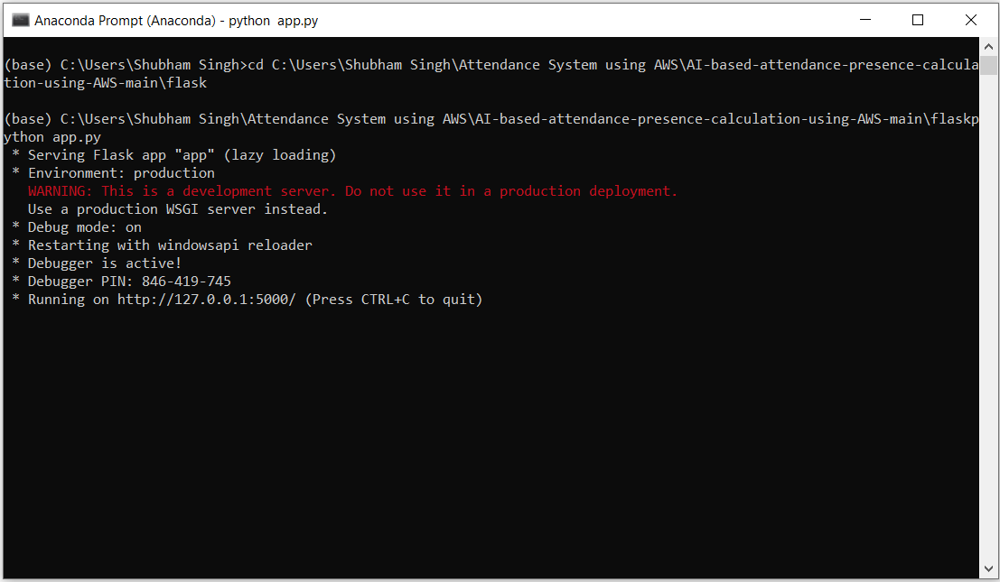 Anaconda Prompt (Anaconda) - python  app.py
(base) C:\Users\Shubham Singh>cd C:\Users\Shubham Singh\Attendance System using AWS\AI-based-attendance-presence-calcula
tion-using-AWS-main\flask
(base) C:\Users\Shubham Singh\Attendance System using AWS\AI-based-attendance-presence-calculation-using-AWS-main\flaskp
ython app.py
 * Serving Flask app "app" (lazy loading)
 * Environment: production
   WARNING: This is a development server. Do not use it in a production deployment.
   Use a production WSGI server instead.
 * Debug mode: on
 * Restarting with windowsapi reloader
 * Debugger is active!
 * Debugger PIN: 846-419-745
 * Running on http://127.0.0.1:5000/ (Press CTRL+C to quit)